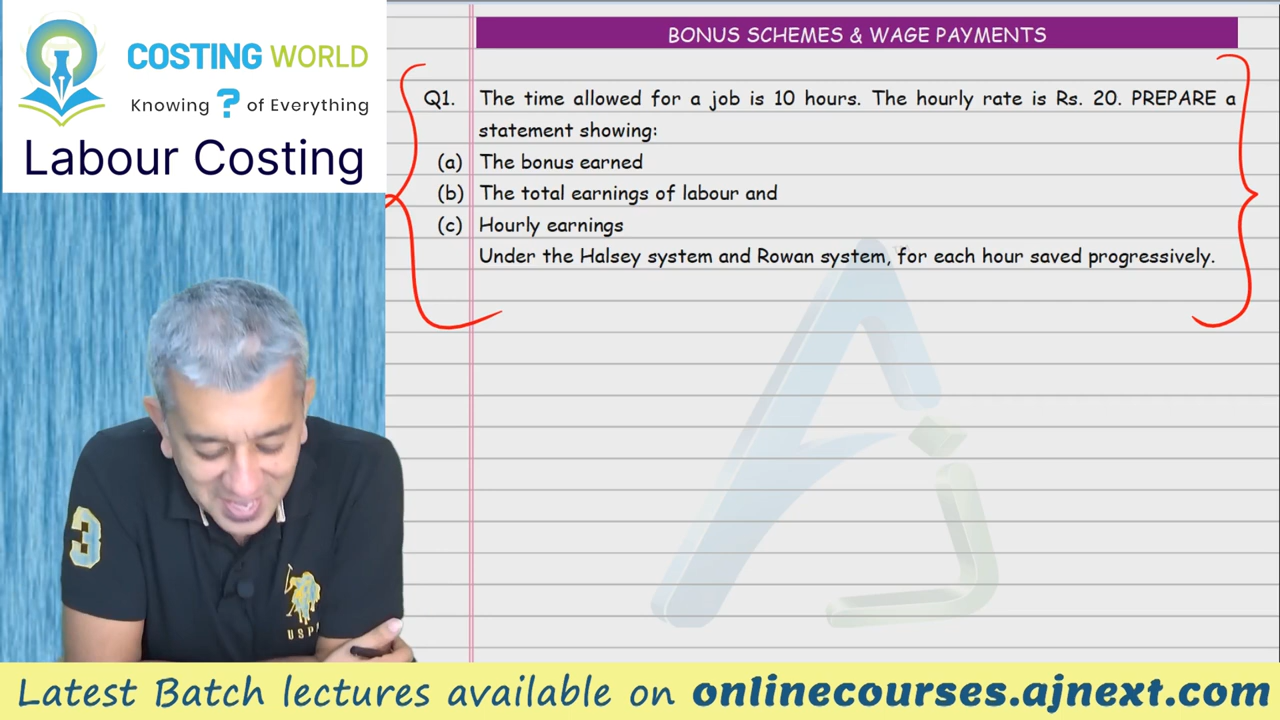 COSTING WORLD
Knowing ? of Everything
Labour Costing
BONUS SCHEMES & WAGE PAYMENTS
Q1. The time allowed for a job is 10 hours. The hourly rate is Rs. 20. PREPARE a
statement showing:
(a) The bonus earned
(b) The total earnings of labour and
(c) Hourly earnings
Under the Halsey system and Rowan system, for each hour saved progressively.
3
Latest Batch lectures available on onlinecourses.ajnext.com